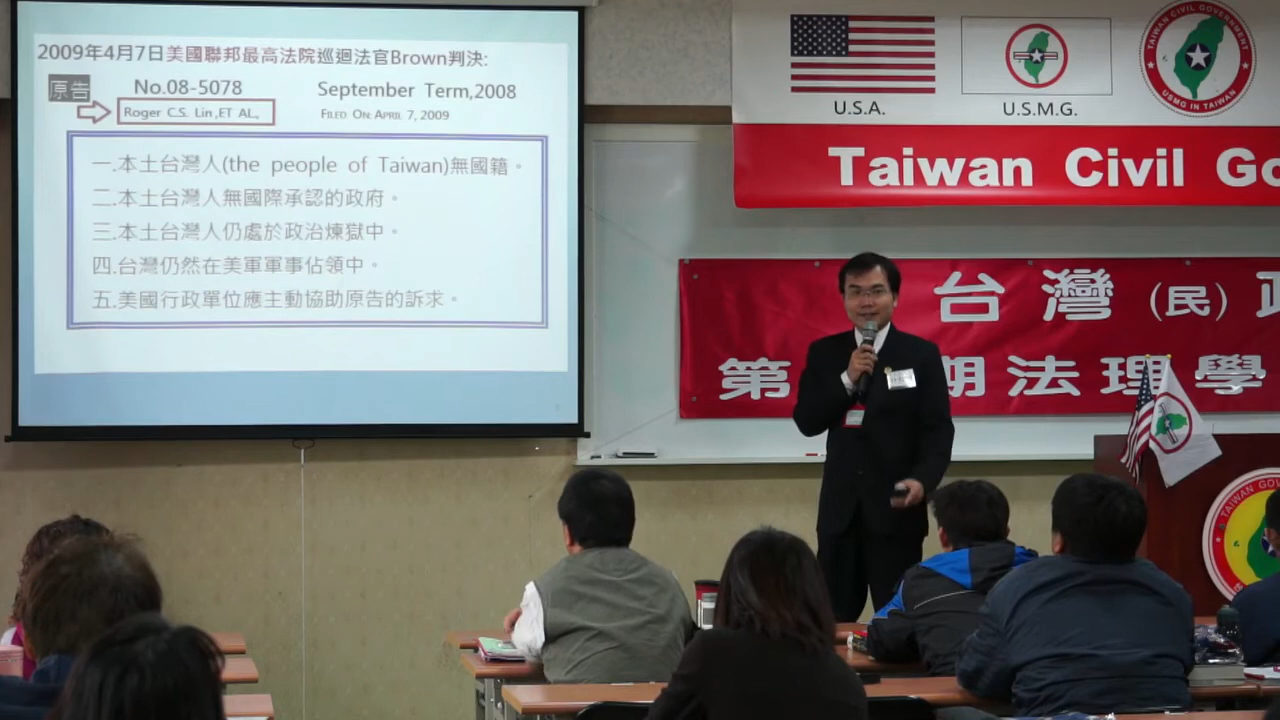 2009年4月7日美國聯邦最高法院巡迴法官Brown判決:
原告
No.08-5078
September Term,2008
Roger C.S. Lin,ET AL,
FILED ON: APRIL 7, 2009
一.本土台灣人(the people of Taiwan)無國籍。
二.本土台灣人無國際承認的政府。
三.本土台灣人仍處於政治煉獄中。
四.台灣仍然在美軍軍事佔領中。
五.美國行政單位應主動協助原告的訴求。
U.S.A.
U.S.M.G.
TAIWAN CIVIL GOVERNMENT
USMG IN TAIWAN
Taiwan Civil Go
台灣(民)政
第 期法理學
TAIWAN GOV